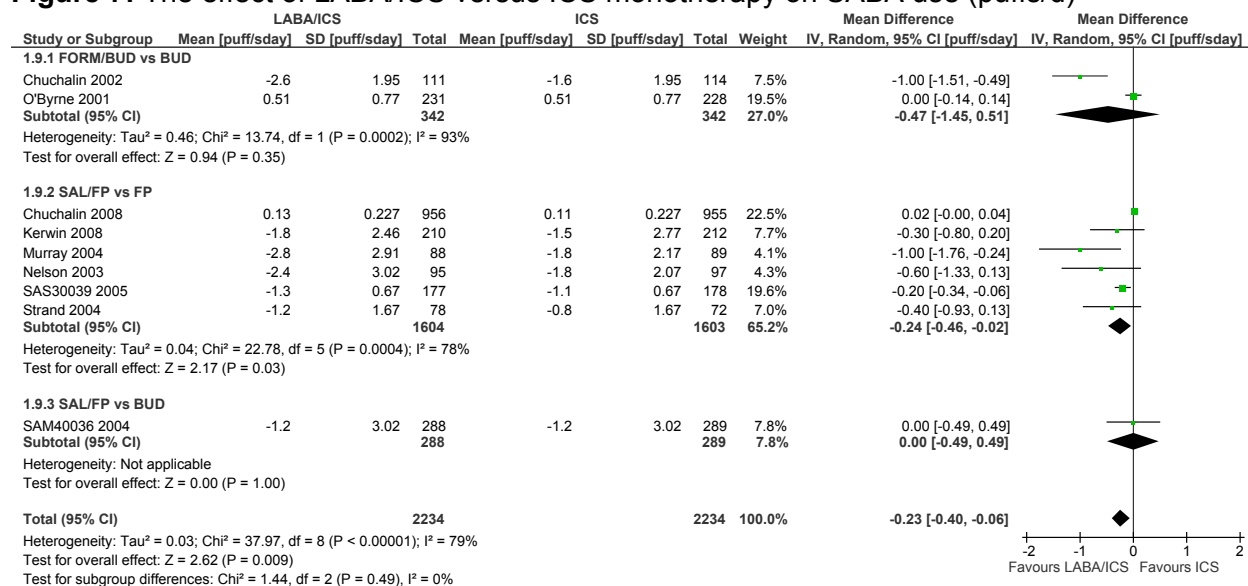 Figure 1. The effect of LABA/ICS versus ICS monotherapy on SABA use (puffs/d)
LABA/ICS ICS Mean Difference Mean Difference
Study or Subgroup Mean [puff/sday] SD [puff/sday] Total Mean [puff/sday] SD [puff/sday] Total Weight IV, Random, 95% CI [puff/sday] IV, Random, 95% CI [puff/sday]
1.9.1 FORM/BUD vs BUD
Chuchalin 2002 -2.6 1.95 111 -1.6 1.95 114 7.5% -1.00 [-1.51, -0.49]
O'Byrne 2001 0.51 0.77 231 0.51 0.77 228 19.5% 0.00 [-0.14, 0.14]
Subtotal (95% CI) 342 342 27.0% -0.47 [-1.45, 0.51]
Heterogeneity: Tau² = 0.46; Chi² = 13.74, df = 1 (P = 0.0002); I² = 93%
Test for overall effect: Z = 0.94 (P = 0.35)
1.9.2 SAL/FP vs FP
Chuchalin 2008 0.13 0.227 956 0.11 0.227 955 22.5% 0.02 [-0.00, 0.04]
Kerwin 2008 -1.8 2.46 210 -1.5 2.77 212 7.7% -0.30 [-0.80, 0.20]
Murray 2004 -2.8 2.91 88 -1.8 2.17 89 4.1% -1.00 [-1.76, -0.24]
Nelson 2003 -2.4 3.02 95 -1.8 2.07 97 4.3% -0.60 [-1.33, 0.13]
SAS30039 2005 -1.3 0.67 177 -1.1 0.67 178 19.6% -0.20 [-0.34, -0.06]
Strand 2004 -1.2 1.67 78 -0.8 1.67 72 7.0% -0.40 [-0.93, 0.13]
Subtotal (95% CI) 1604 1603 65.2% -0.24 [-0.46, -0.02]
Heterogeneity: Tau² = 0.04; Chi² = 22.78, df = 5 (P = 0.0004); I² = 78%
Test for overall effect: Z = 2.17 (P = 0.03)
1.9.3 SAL/FP vs BUD
SAM40036 2004 -1.2 3.02 288 -1.2 3.02 289 7.8% 0.00 [-0.49, 0.49]
Subtotal (95% CI) 288 289 7.8% 0.00 [-0.49, 0.49]
Heterogeneity: Not applicable
Test for overall effect: Z = 0.00 (P = 1.00)
Total (95% CI) 2234 2234 100.0% -0.23 [-0.40, -0.06]
Heterogeneity: Tau² = 0.03; Chi² = 37.97, df = 8 (P < 0.00001); I² = 79%
Test for overall effect: Z = 2.62 (P = 0.009)
Test for subgroup differences: Chi² = 1.44, df = 2 (P = 0.49), I² = 0%
-2 -1 0 1 2
Favours LABA/ICS Favours ICS